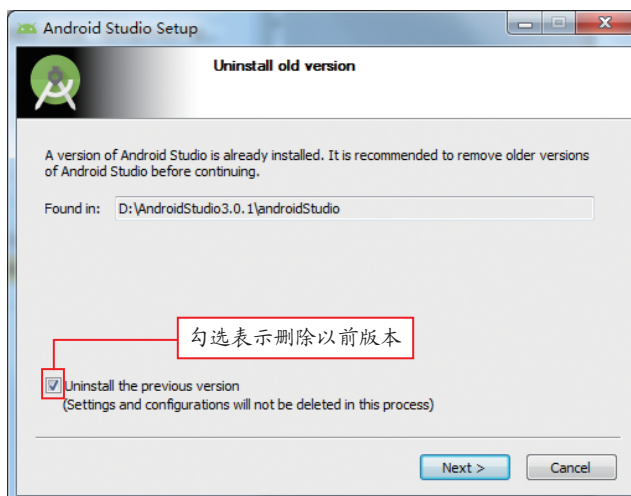 Android Studio Setup
Uninstall old version
A version of Android Studio is already installed. It is recommended to remove older versions
of Android Studio before continuing.
Found in: D:\AndroidStudio3.0.1\androidStudio
勾选表示删除以前版本
Uninstall the previous version
(Settings and configurations will not be deleted in this process)
Next > Cancel